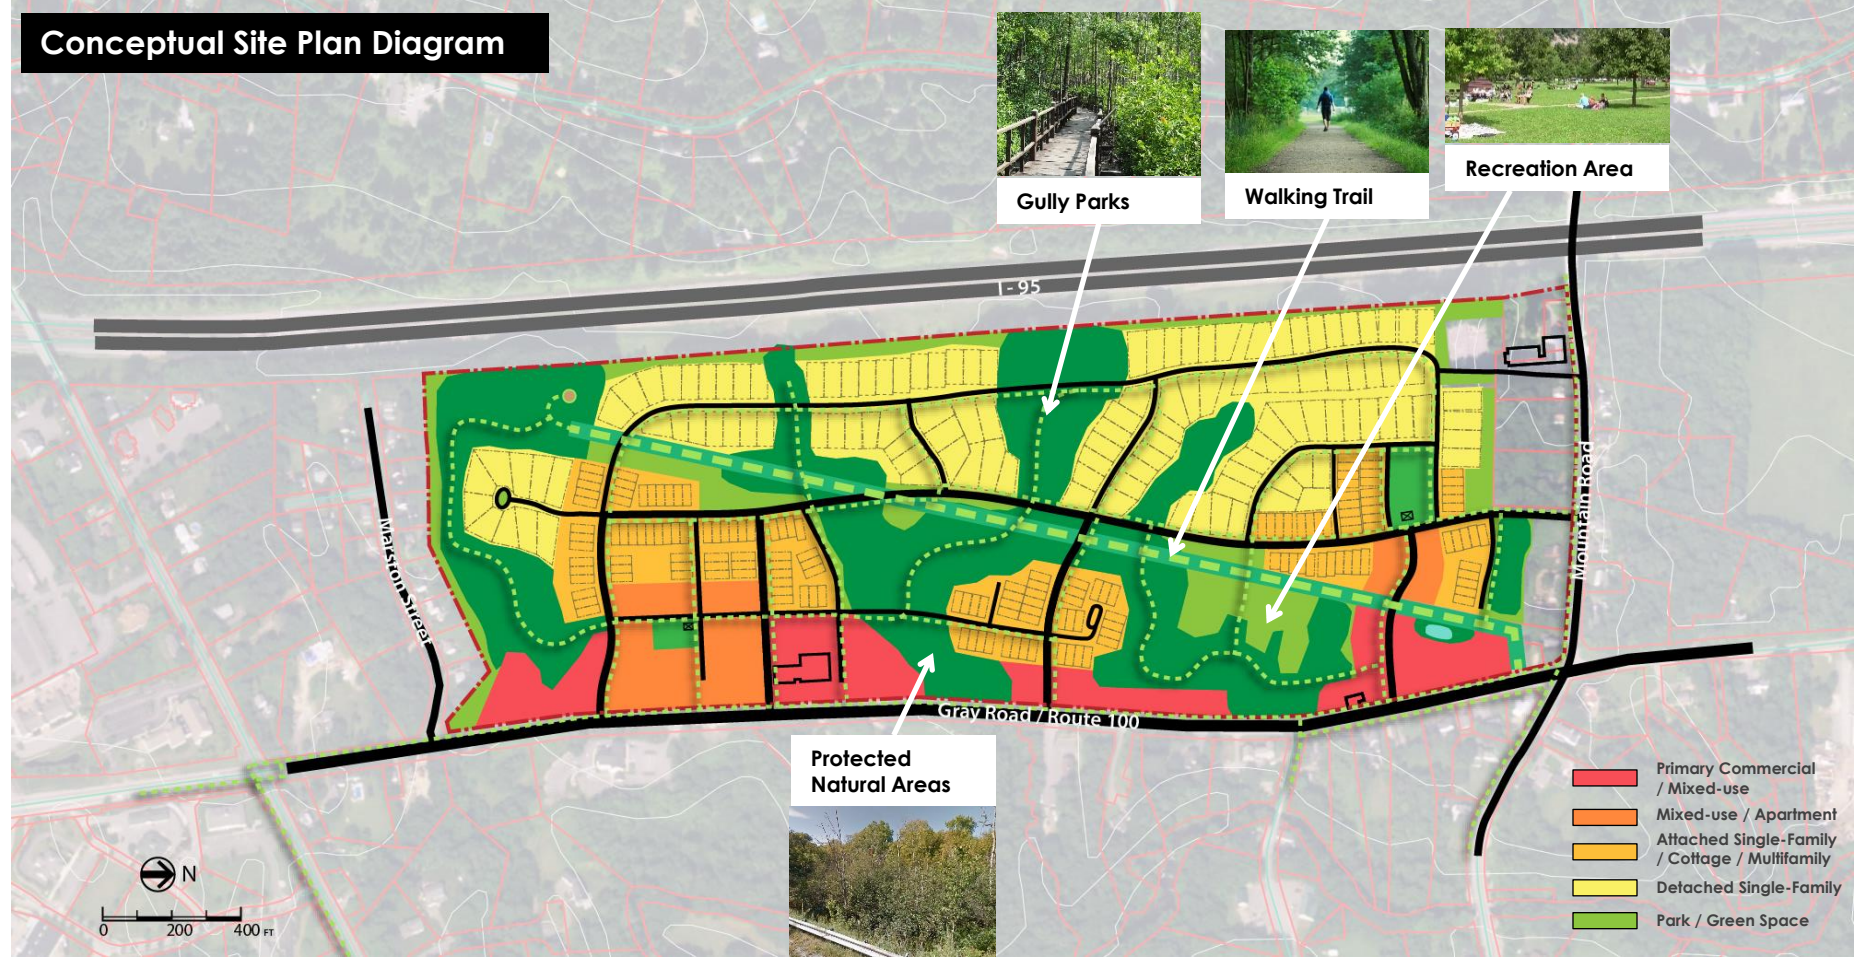 Conceptual Site Plan Diagram
Gully Parks
Walking Trail
Recreation Area
I-95
Marston Street
Mountain Road
Gray Road / Route 100
Protected
Natural Areas
Primary Commercial
/ Mixed-use
Mixed-use / Apartment
Attached Single-Family
/ Cottage / Multifamily
Detached Single-Family
Park / Green Space
N
0 200 400 FT